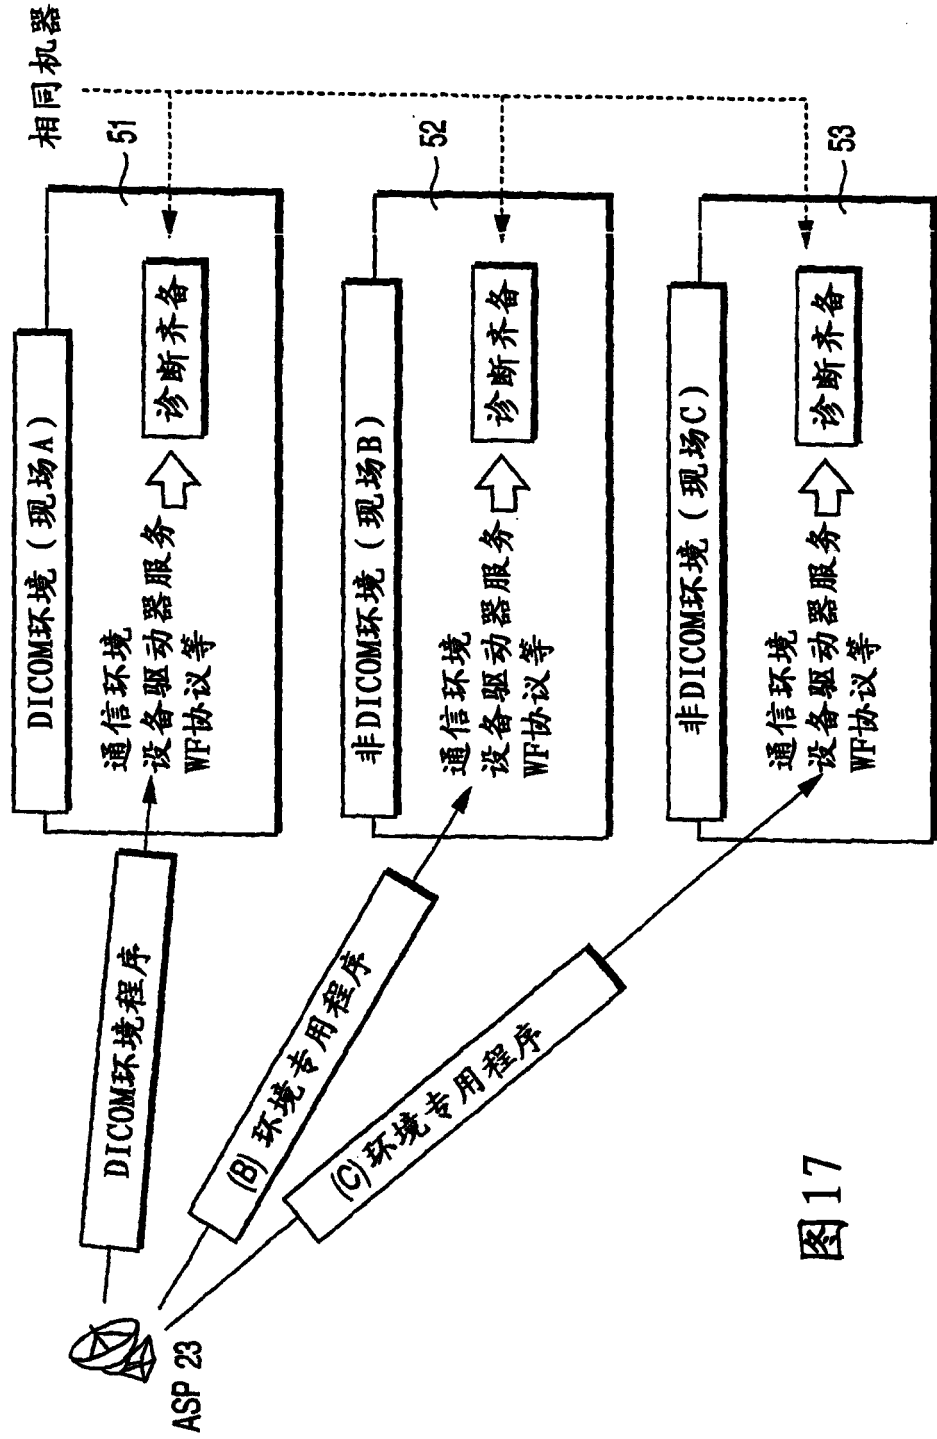 相同机器
51
DICOM环境（现场A）
通信环境
设备驱动器服务
WF协议等
诊断齐备
DICOM环境程序
52
非DICOM环境（现场B）
通信环境
设备驱动器服务
WF协议等
诊断齐备
(B)环境专用程序
53
非DICOM环境（现场C）
通信环境
设备驱动器服务
WF协议等
诊断齐备
(C)环境专用程序
ASP 23
图17